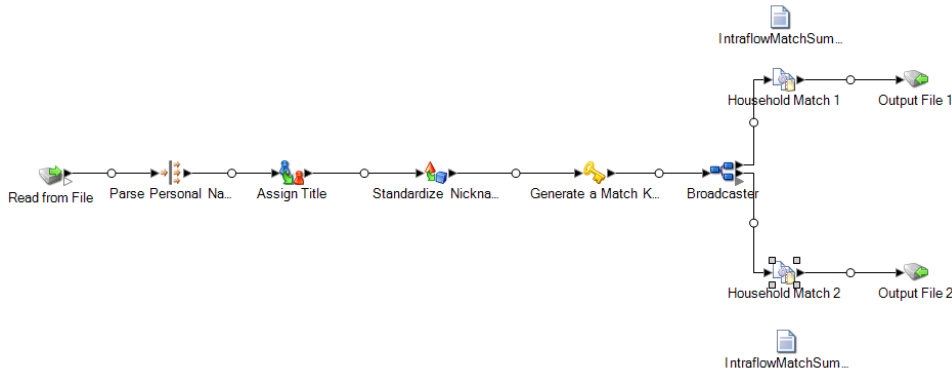 IntraflowMatchSum...
Household Match 1
Output File 1
Read from File
Parse Personal Na...
Assign Title
Standardize Nickna...
Generate a Match K...
Broadcaster
Household Match 2
Output File 2
IntraflowMatchSum...